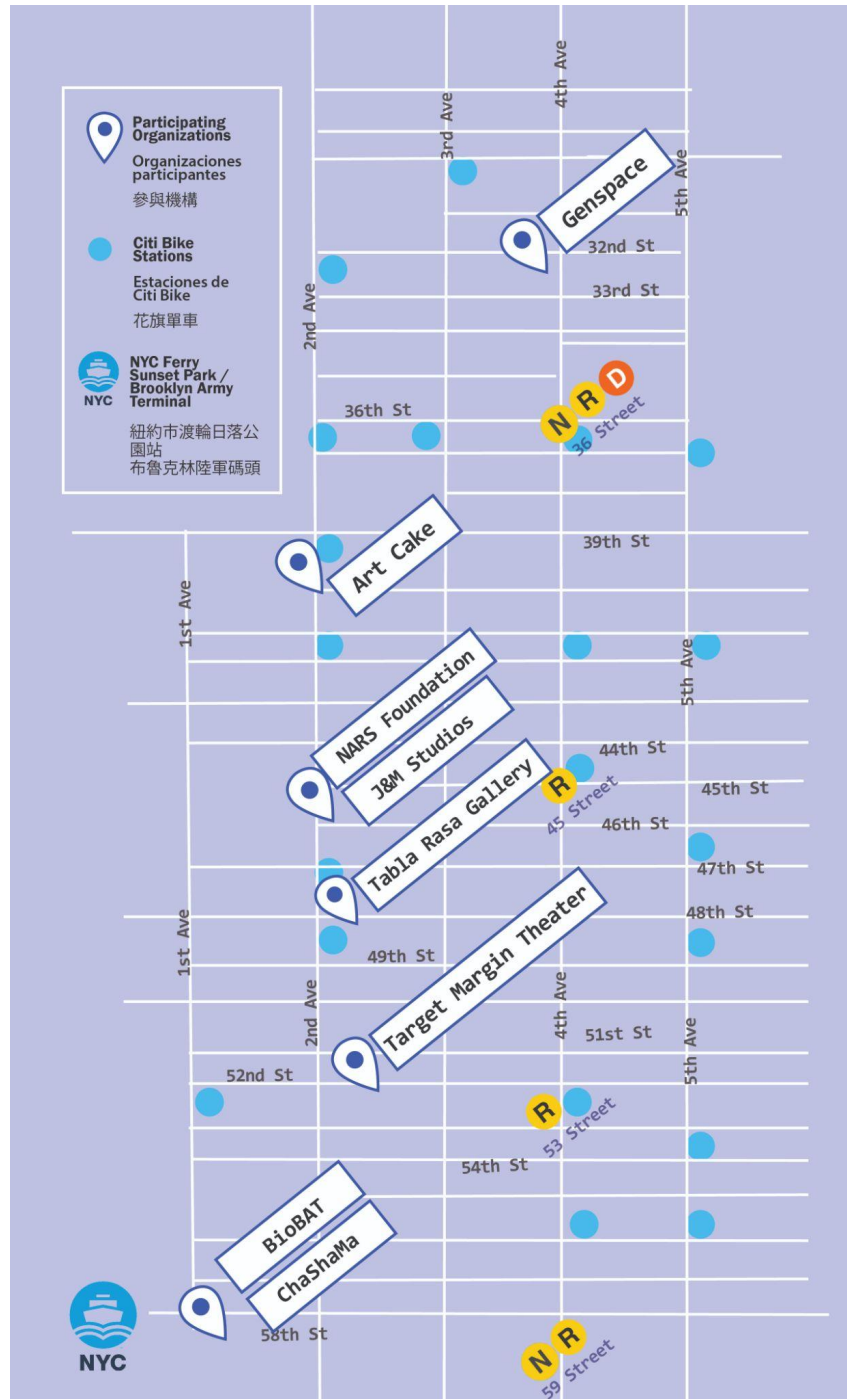 Participating
Organizations
Organizaciones
participantes
參與機構
Citi Bike
Stations
Estaciones de
Citi Bike
花旗單車
NYC
NYC Ferry
Sunset Park /
Brooklyn Army
Terminal
紐約市渡輪日落公
園站
布魯克林陸軍碼頭
4th Ave
3rd Ave
5th Ave
Genspace
32nd St
33rd St
2nd Ave
N R D
36 Street
36th St
Art Cake
39th St
1st Ave
5th Ave
NARS Foundation
J&M Studios
44th St
45th St
R
45 Street
46th St
Tabla Rasa Gallery
47th St
48th St
1st Ave
49th St
2nd Ave
4th Ave
Target Margin Theater
51st St
5th Ave
52nd St
R
53 Street
54th St
BioBAT
ChaShaMa
58th St
NYC
N R
59 Street